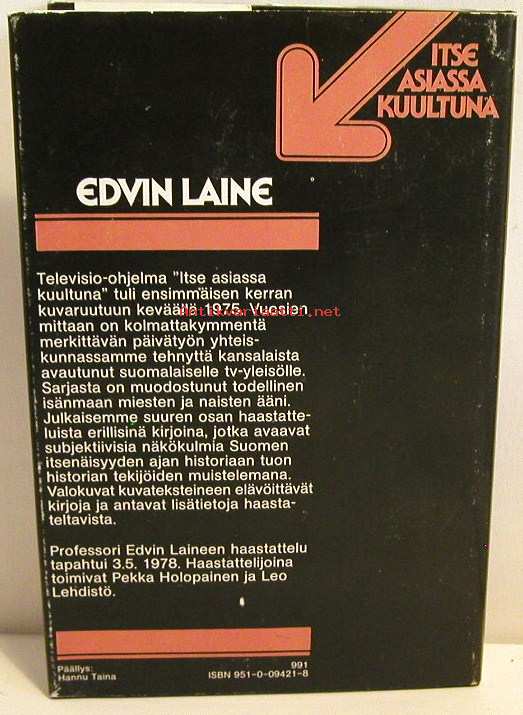 ITSE
ASIASSA
KUULTUNA
EDVIN LAINE
Televisio-ohjelma "Itse asiassa
kuultuna" tuli ensimmäisen kerran
kuvaruutuun keväällä 1975. Vuosien
mittaan on kolmattakymmentä
merkittävän päivätyön yhteis-
kunnassamme tehnyttä kansalaista
avautunut suomalaiselle tv-yleisölle.
Sarjasta on muodostunut todellinen
isänmaan miesten ja naisten ääni.
Julkaisemme suuren osan haastatte-
luista erillisinä kirjoina, jotka avaavat
subjektiivisia näkökulmia Suomen
itsenäisyyden ajan historiaan tuon
historian tekijöiden muistelemana.
Valokuvat kuvateksteineen elävöittävät
kirjoja ja antavat lisätietoja haasta-
teltavista.
Professori Edvin Laineen haastattelu
tapahtui 3.5. 1978. Haastattelijoina
toimivat Pekka Holopainen ja Leo
Lehdistö.
Päällys:
Hannu Taina
991
ISBN 951-0-09421-8
Antikvariaatti.net